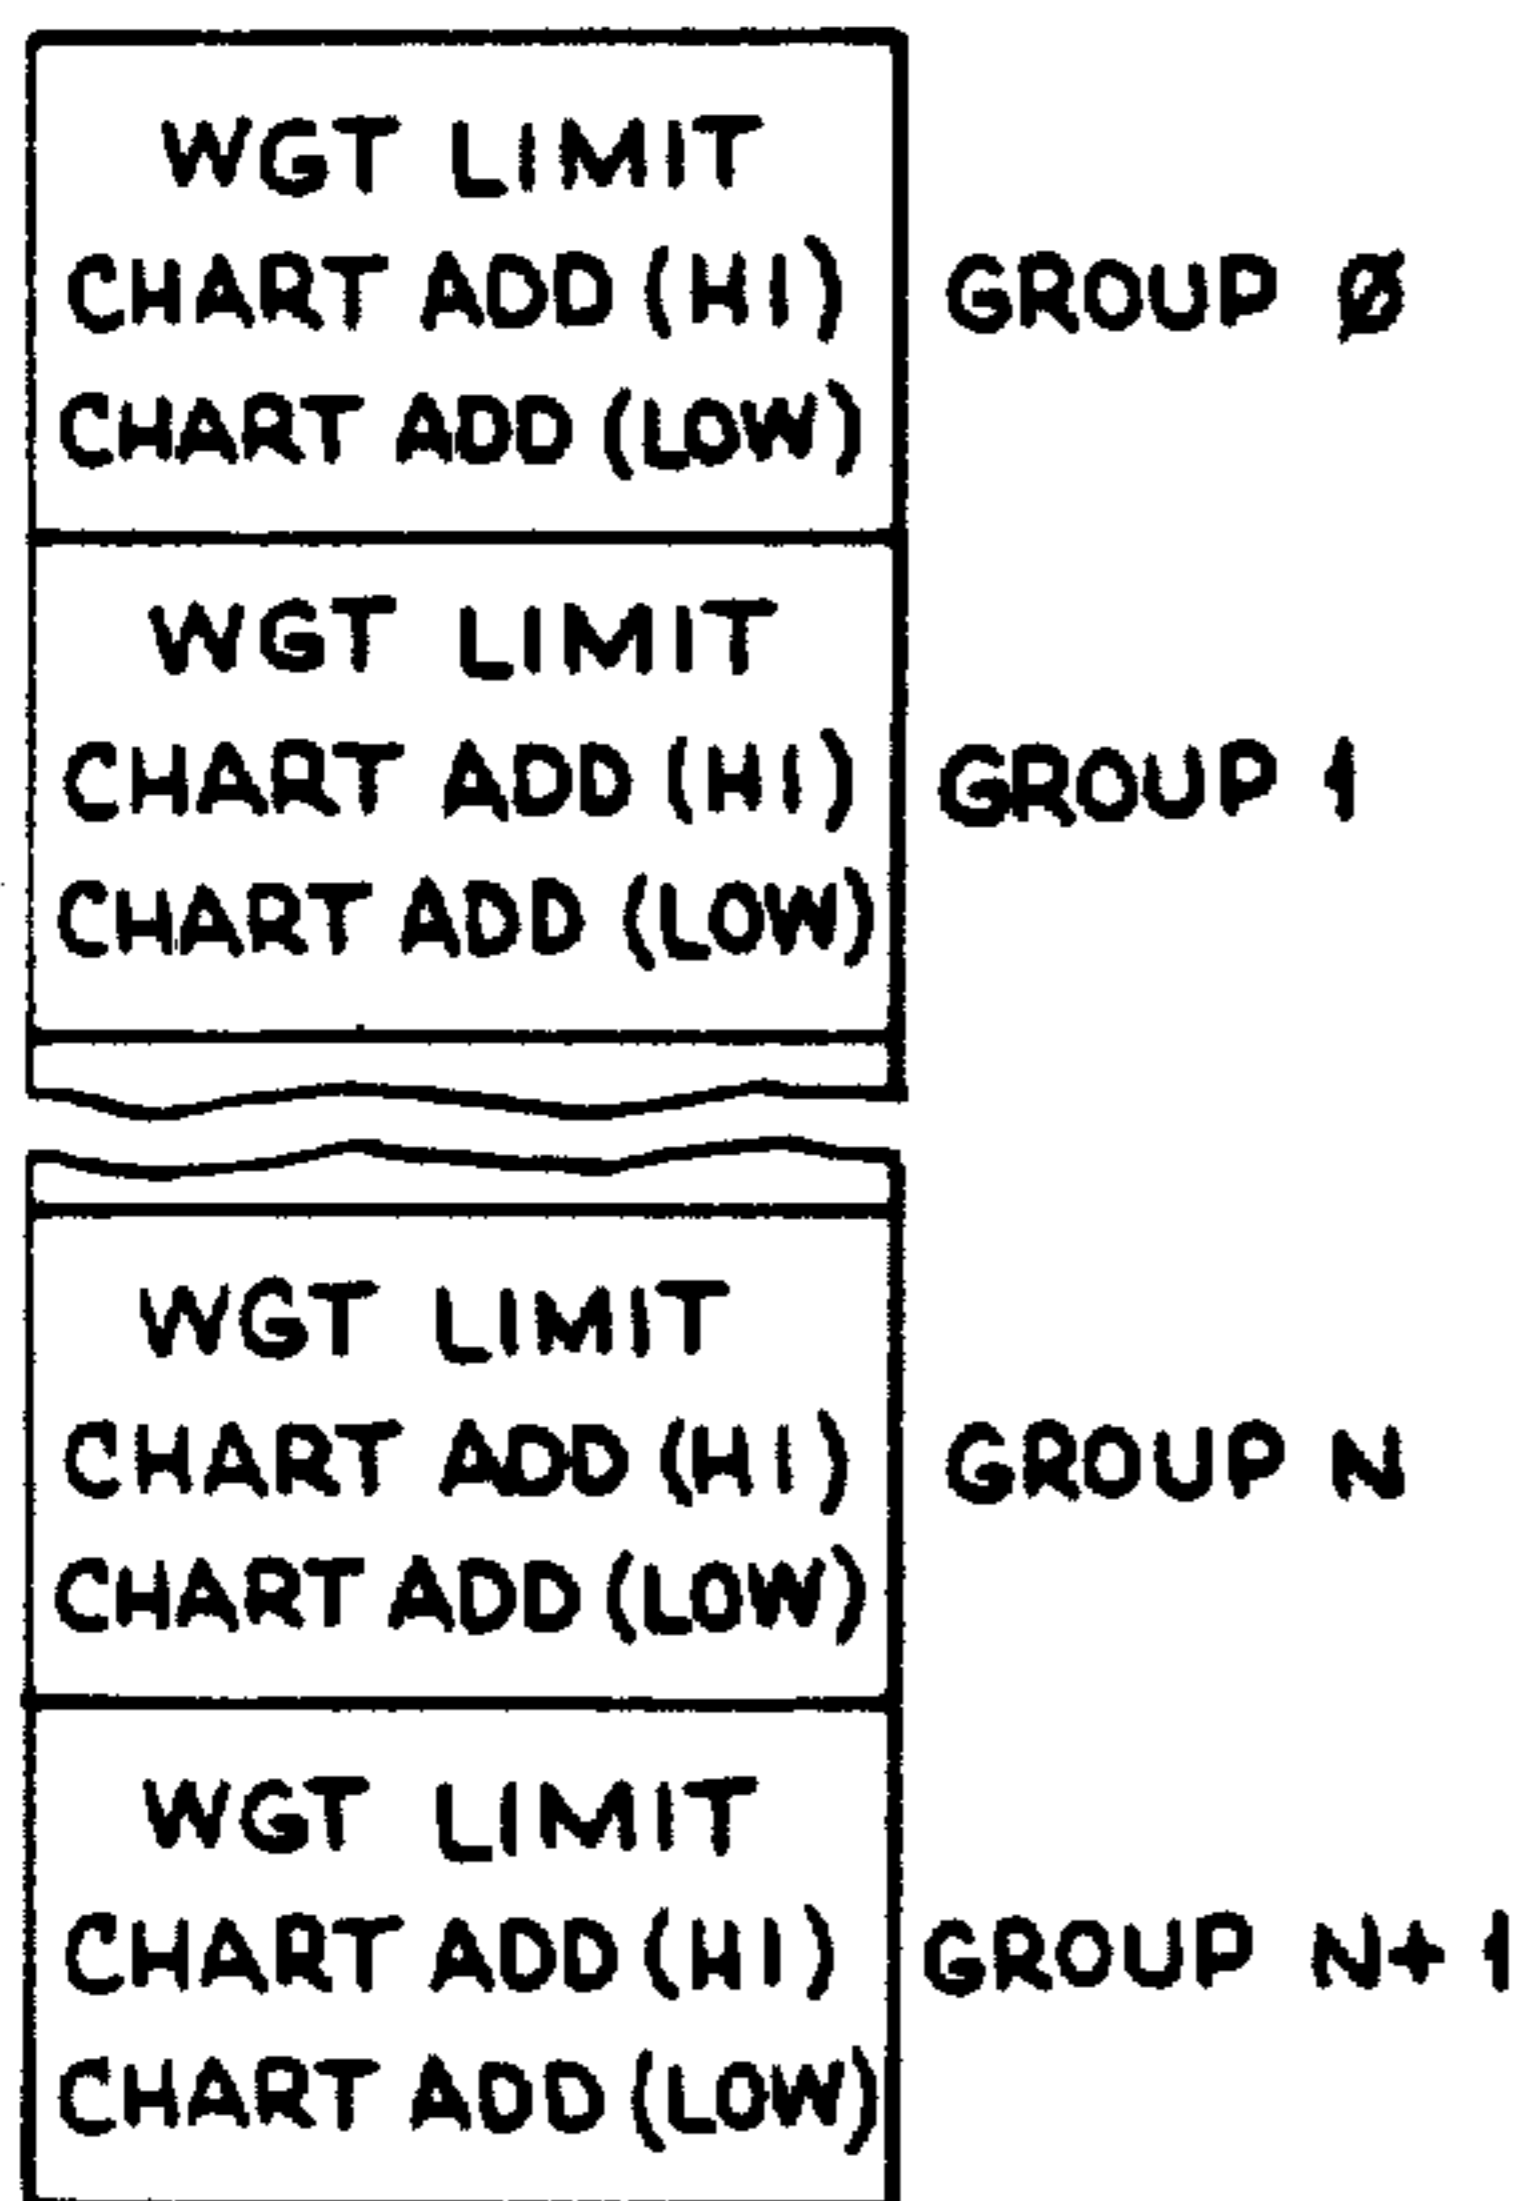 WGT LIMIT
CHART ADD (HI) GROUP Ø
CHART ADD (LOW)
WGT LIMIT
CHART ADD (HI) GROUP 1
CHART ADD (LOW)
WGT LIMIT
CHART ADD (HI) GROUP N
CHART ADD (LOW)
WGT LIMIT
CHART ADD (HI) GROUP N+1
CHART ADD (LOW)